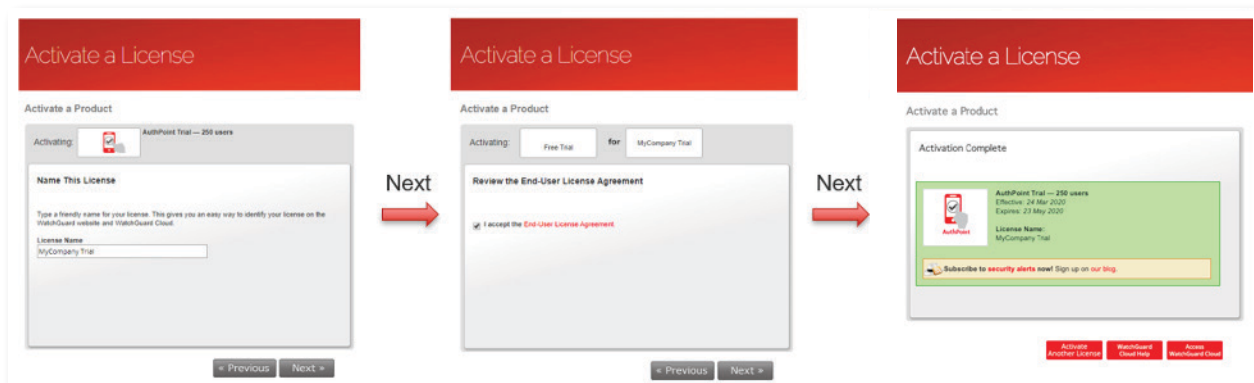 Activate a License
Activate a Product
Activating:
AuthPoint Trial — 250 users
Name This License
Type a friendly name for your license. This gives you an easy way to identify your license on the
WatchGuard website and WatchGuard Cloud.
License Name
MyCompany Trial
« Previous
Next »
Next
Activate a License
Activate a Product
Activating:
Free Trial
for
MyCompany Trial
Review the End-User License Agreement
I accept the End-User License Agreement
« Previous
Next »
Next
Activate a License
Activate a Product
Activation Complete
AuthPoint
AuthPoint Trial — 250 users
Effective: 24 Mar 2020
Expires: 23 May 2020
License Name:
MyCompany Trial
Subscribe to security alerts now! Sign up on our blog.
Activate
Another License
WatchGuard
Cloud Help
Access
WatchGuard Cloud